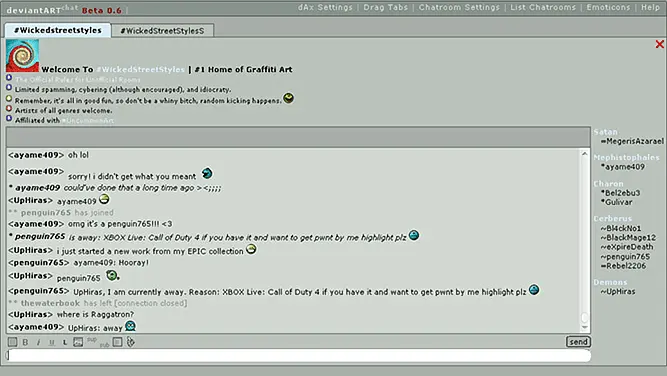 deviantART chat Beta 0.6
dAx Settings | Drag Tabs | Chatroom Settings | List Chatrooms | Emoticons | Help
#Wickedstreetstyles
#WickedStreetStylesS
Welcome To #WickedStreetStyles | #1 Home of Graffiti Art
The Official Rules for Unofficial Rooms
Limited spamming, cybering (although encouraged), and idiocraty.
Remember, it's all in good fun, so don't be a whiny bitch, random kicking happens.
Artists of all genres welcome.
Affiliated with #UncommonArt
<ayame409> oh lol
<ayame409> sorry! i didn't get what you meant
* ayame409 could've done that a long time ago ><;;;;
<UpHiras> ayame409
** penguin765 has joined
<ayame409> omg it's a penguin765!!! <3
* penguin765 is away: XBOX Live: Call of Duty 4 if you have it and want to get pwnt by me highlight plz
<UpHiras> i just started a new work from my EPIC collection
<penguin765> ayame409: Hooray!
<UpHiras> penguin765
<penguin765> UpHiras, I am currently away. Reason: XBOX Live: Call of Duty 4 if you have it and want to get pwnt by me highlight plz
** thewaterbook has left [connection closed]
<UpHiras> where is Raggatron?
<ayame409> UpHiras: away
Satan
=MegerisAzarael
Mephistophales
*ayame409
Charon
*Bel2ebu3
*Gulivar
Cerberus
~Bl4ckNo1
~BlackMage12
~eXpireDeath
~penguin765
=Rebel2206
Demons
~UpHiras
B I U L sup sub
send